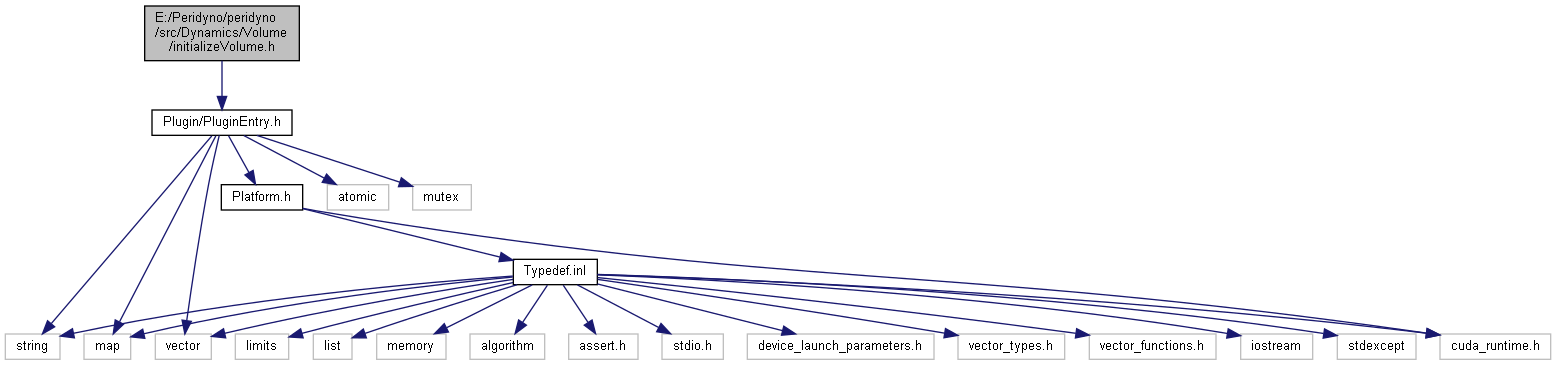 E:/Peridyno/peridyno
/src/Dynamics/Volume
/initializeVolume.h
Plugin/PluginEntry.h
Platform.h
atomic
mutex
Typedef.inl
string
map
vector
limits
list
memory
algorithm
assert.h
stdio.h
device_launch_parameters.h
vector_types.h
vector_functions.h
iostream
stdexcept
cuda_runtime.h